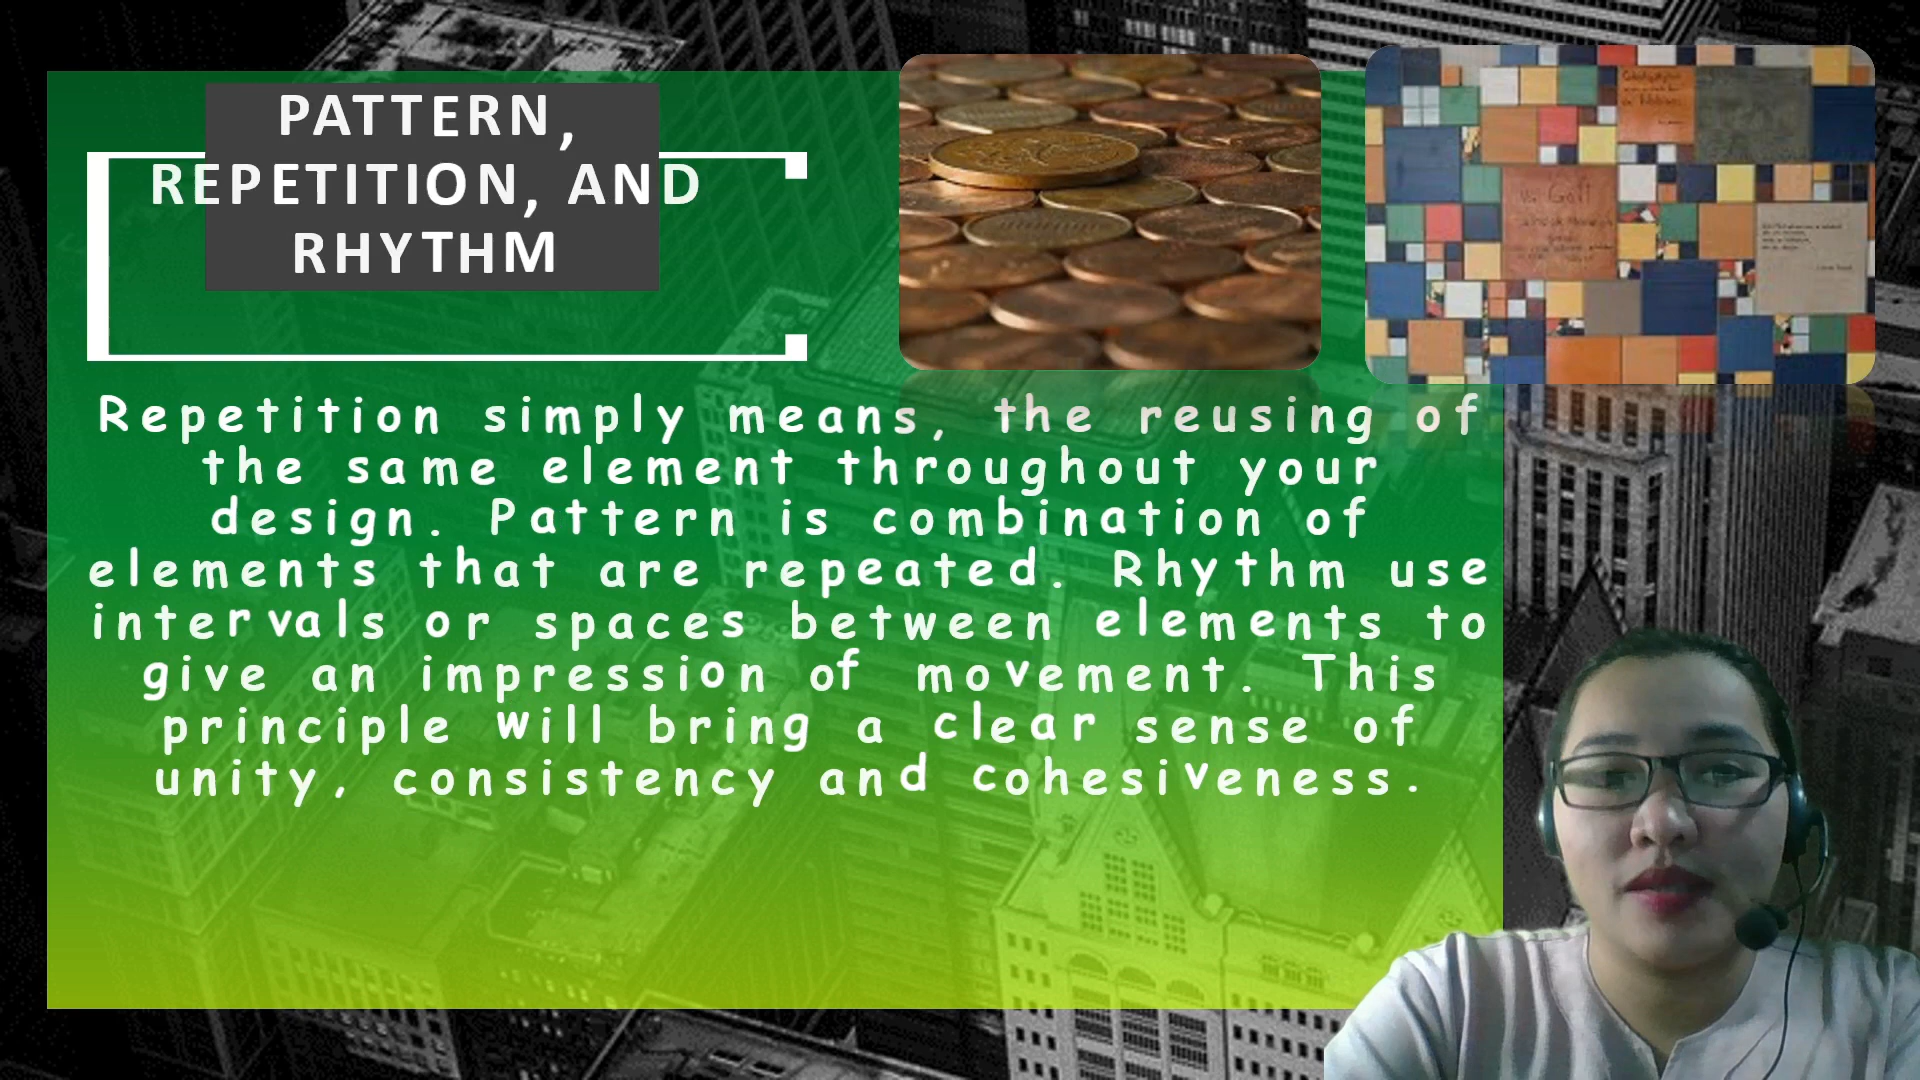 PATTERN,
REPETITION, AND
RHYTHM
Repetition simply means, the reusing of
the same element throughout your
design. Pattern is combination of
elements that are repeated. Rhythm use
intervals or spaces between elements to
give an impression of movement. This
principle will bring a clear sense of
unity, consistency and cohesiveness.